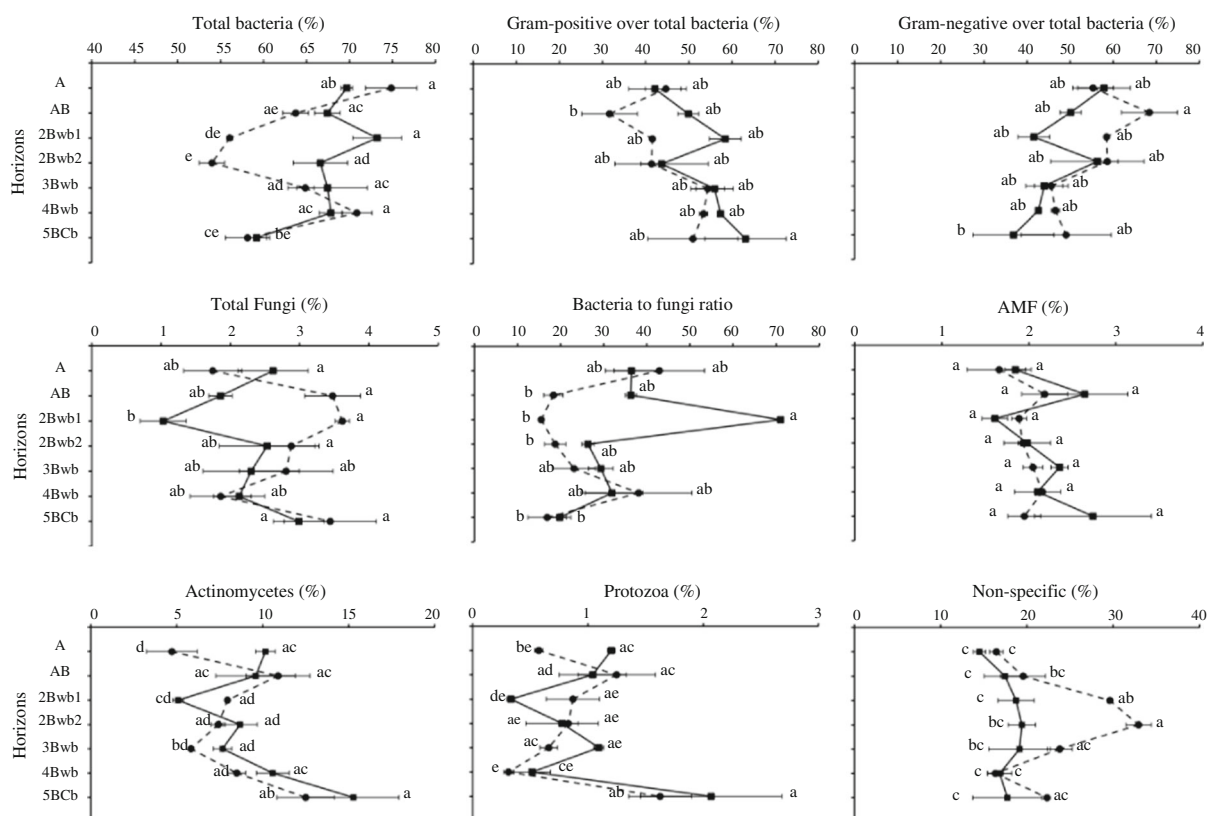 Total bacteria (%) Gram-positive over total bacteria (%) Gram-negative over total bacteria (%)
40 45 50 55 60 65 70 75 80 0 10 20 30 40 50 60 70 80 0 10 20 30 40 50 60 70 80
A ab a ab ab ab ab
AB ae ac b ab ab ab
2Bwb1 de a ab ab ab ab
2Bwb2 e ad ab ab ab ab
3Bwb ad ac ab ab ab ab
4Bwb ac a ab ab ab ab
5BCb ce be ab a b ab
Horizons
Total Fungi (%) Bacteria to fungi ratio AMF (%)
0 1 2 3 4 5 0 10 20 30 40 50 60 70 80 0 1 2 3 4
A ab a ab ab a a
AB ab a b ab a a
2Bwb1 b a b a a a
2Bwb2 ab a b ab a a
3Bwb ab ab ab ab a a
4Bwb ab ab ab ab a a
5BCb a a b b a a
Horizons
Actinomycetes (%) Protozoa (%) Non-specific (%)
0 5 10 15 20 0 1 2 3 0 10 20 30 40
A d ac be ac c c
AB ac ac ad ac c bc
2Bwb1 cd ad de ae c ab
2Bwb2 ad ad ae ae bc a
3Bwb bd ad ac ae bc ac
4Bwb ad ac e ce c c
5BCb ab a ab a c ac
Horizons